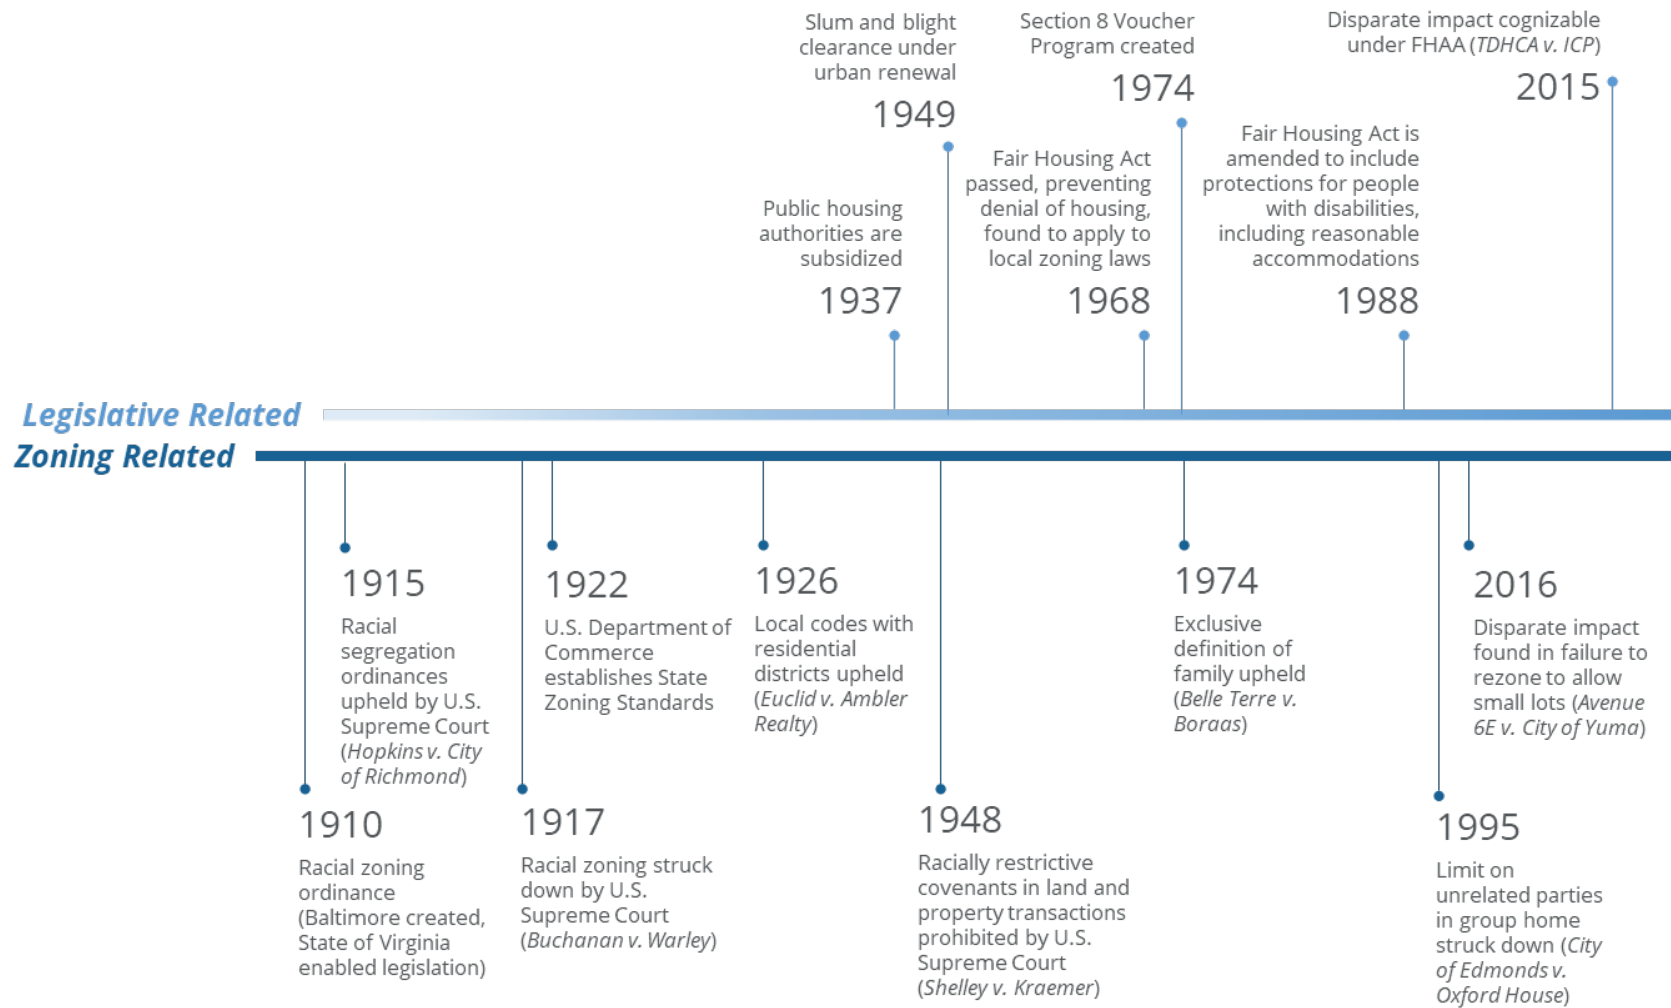 Slum and blight
clearance under
urban renewal
1949
Section 8 Voucher
Program created
1974
Disparate impact cognizable
under FHAA (TDHCA v. ICP)
2015
Public housing
authorities are
subsidized
1937
Fair Housing Act
passed, preventing
denial of housing,
found to apply to
local zoning laws
1968
Fair Housing Act is
amended to include
protections for people
with disabilities,
including reasonable
accommodations
1988
Legislative Related
Zoning Related
1915
Racial
segregation
ordinances
upheld by U.S.
Supreme Court
(Hopkins v. City
of Richmond)
1922
U.S. Department of
Commerce
establishes State
Zoning Standards
1926
Local codes with
residential
districts upheld
(Euclid v. Ambler
Realty)
1974
Exclusive
definition of
family upheld
(Belle Terre v.
Boraas)
2016
Disparate impact
found in failure to
rezone to allow
small lots (Avenue
6E v. City of Yuma)
1910
Racial zoning
ordinance
(Baltimore created,
State of Virginia
enabled legislation)
1917
Racial zoning struck
down by U.S.
Supreme Court
(Buchanan v. Warley)
1948
Racially restrictive
covenants in land and
property transactions
prohibited by U.S.
Supreme Court
(Shelley v. Kraemer)
1995
Limit on
unrelated parties
in group home
struck down (City
of Edmonds v.
Oxford House)